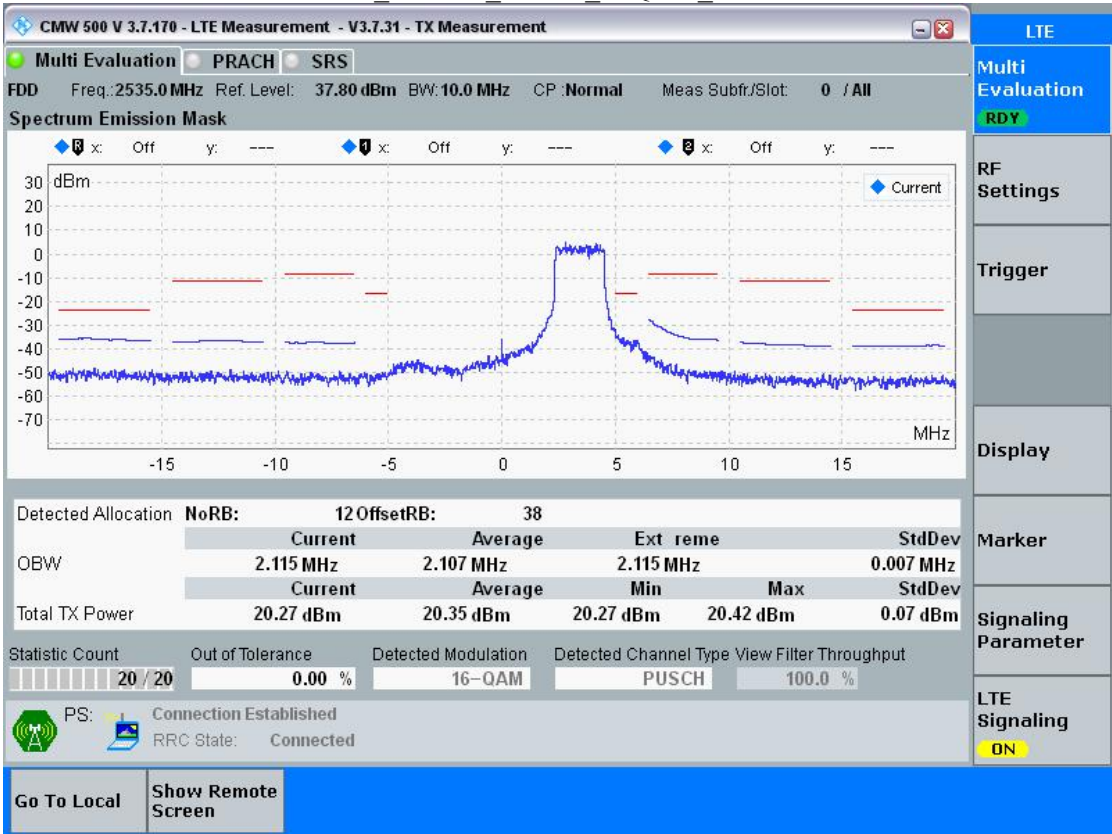 CMW 500 V 3.7.170 - LTE Measurement - V3.7.31 - TX Measurement
LTE
Multi Evaluation PRACH SRS
Multi Evaluation
RDY
FDD Freq.:2535.0 MHz Ref. Level: 37.80 dBm BW:10.0 MHz CP :Normal Meas Subfr./Slot: 0 / All
Spectrum Emission Mask
R x: Off y: --- 1 x: Off y: --- 2 x: Off y: ---
dBm
Current
30
20
10
0
-10
-20
-30
-40
-50
-60
-70
MHz
-15 -10 -5 0 5 10 15
RF Settings
Trigger
Display
Marker
Signaling Parameter
LTE Signaling
ON
Detected Allocation NoRB: 12 OffsetRB: 38
Current Average Ext reme StdDev
OBW 2.115 MHz 2.107 MHz 2.115 MHz 0.007 MHz
Current Average Min Max StdDev
Total TX Power 20.27 dBm 20.35 dBm 20.27 dBm 20.42 dBm 0.07 dBm
Statistic Count Out of Tolerance Detected Modulation Detected Channel Type View Filter Throughput
20 / 20 0.00 % 16-QAM PUSCH 100.0 %
PS: Connection Established
RRC State: Connected
Go To Local Show Remote Screen